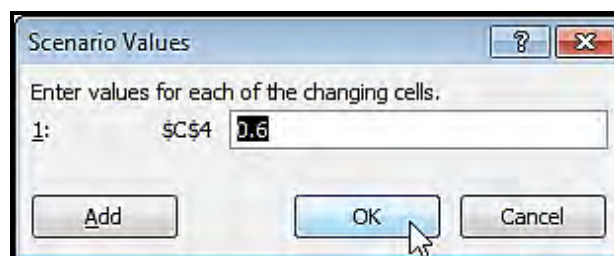 Scenario Values ?
Enter values for each of the changing cells.
1: $C$4 0.6
Add OK Cancel